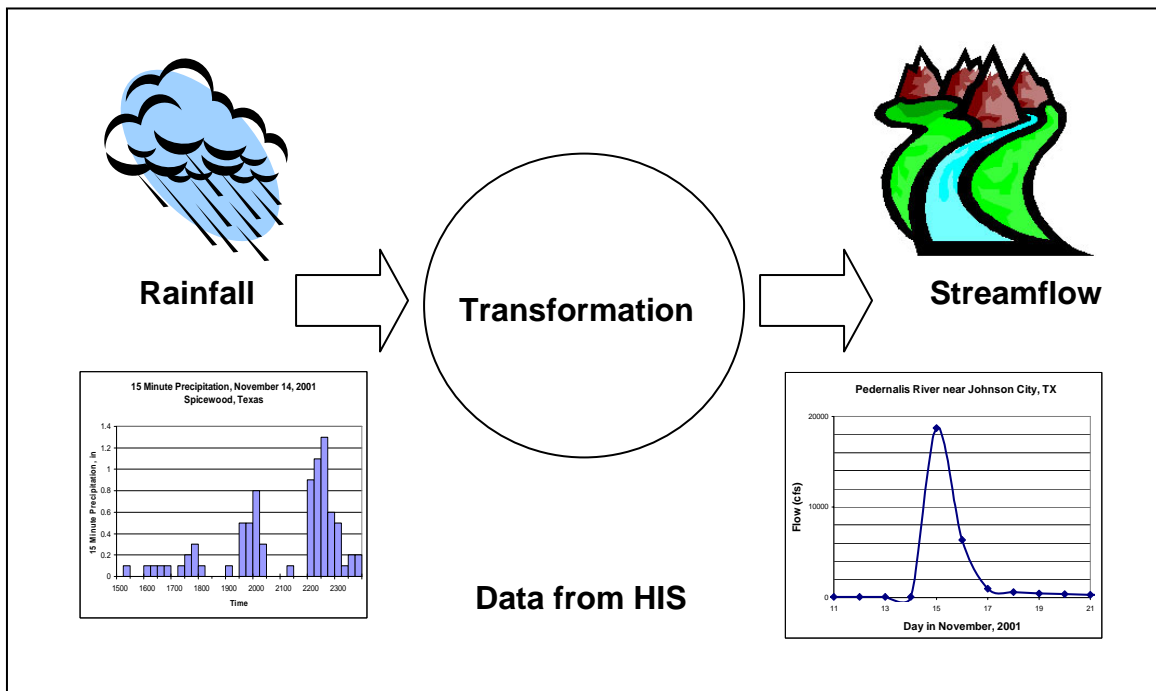 Rainfall
Transformation
Streamflow
15 Minute Precipitation, November 14, 2001
Spicewood, Texas
15 Minute Precipitation, in
1.4
1.2
1
0.8
0.6
0.4
0.2
0
1500 1600 1700 1800 1900 2000 2100 2200 2300
Time
Data from HIS
Pedernalis River near Johnson City, TX
Flow (cfs)
20000
10000
0
11 13 15 17 19 21
Day in November, 2001